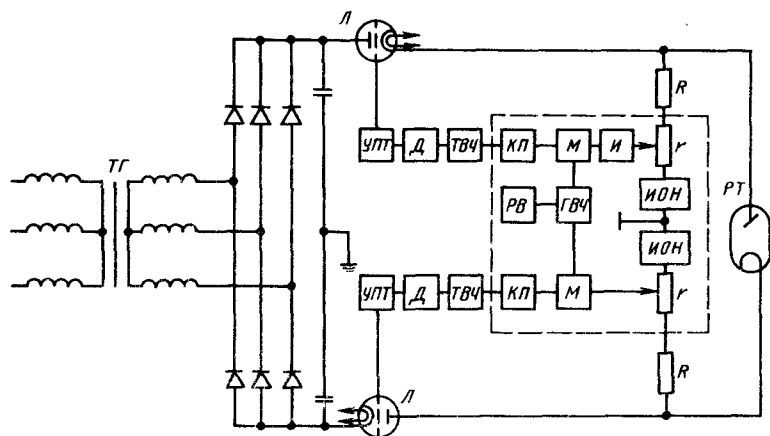 Л
R
УПТ Д ТВЧ КП М И r
ТГ
ИОН
РТ
РВ ГВЧ
ИОН
УПТ Д ТВЧ КП М r
R
Л